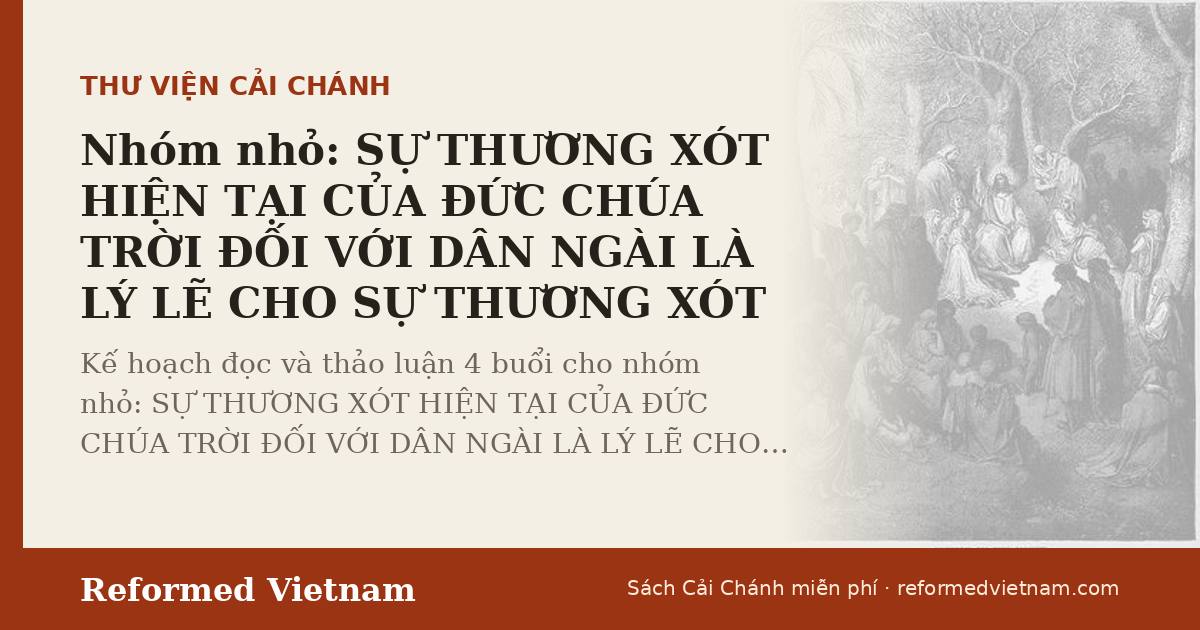 THƯ VIỆN CẢI CHÁNH
Nhóm nhỏ: SỰ THƯƠNG XÓT
HIỆN TẠI CỦA ĐỨC CHÚA
TRỜI ĐỐI VỚI DÂN NGÀI LÀ
LÝ LẼ CHO SỰ THƯƠNG XÓT
Kế hoạch đọc và thảo luận 4 buổi cho nhóm
nhỏ: SỰ THƯƠNG XÓT HIỆN TẠI CỦA ĐỨC
CHÚA TRỜI ĐỐI VỚI DÂN NGÀI LÀ LÝ LẼ CHO…
Reformed Vietnam
Sách Cải Chánh miễn phí · reformedvietnam.com